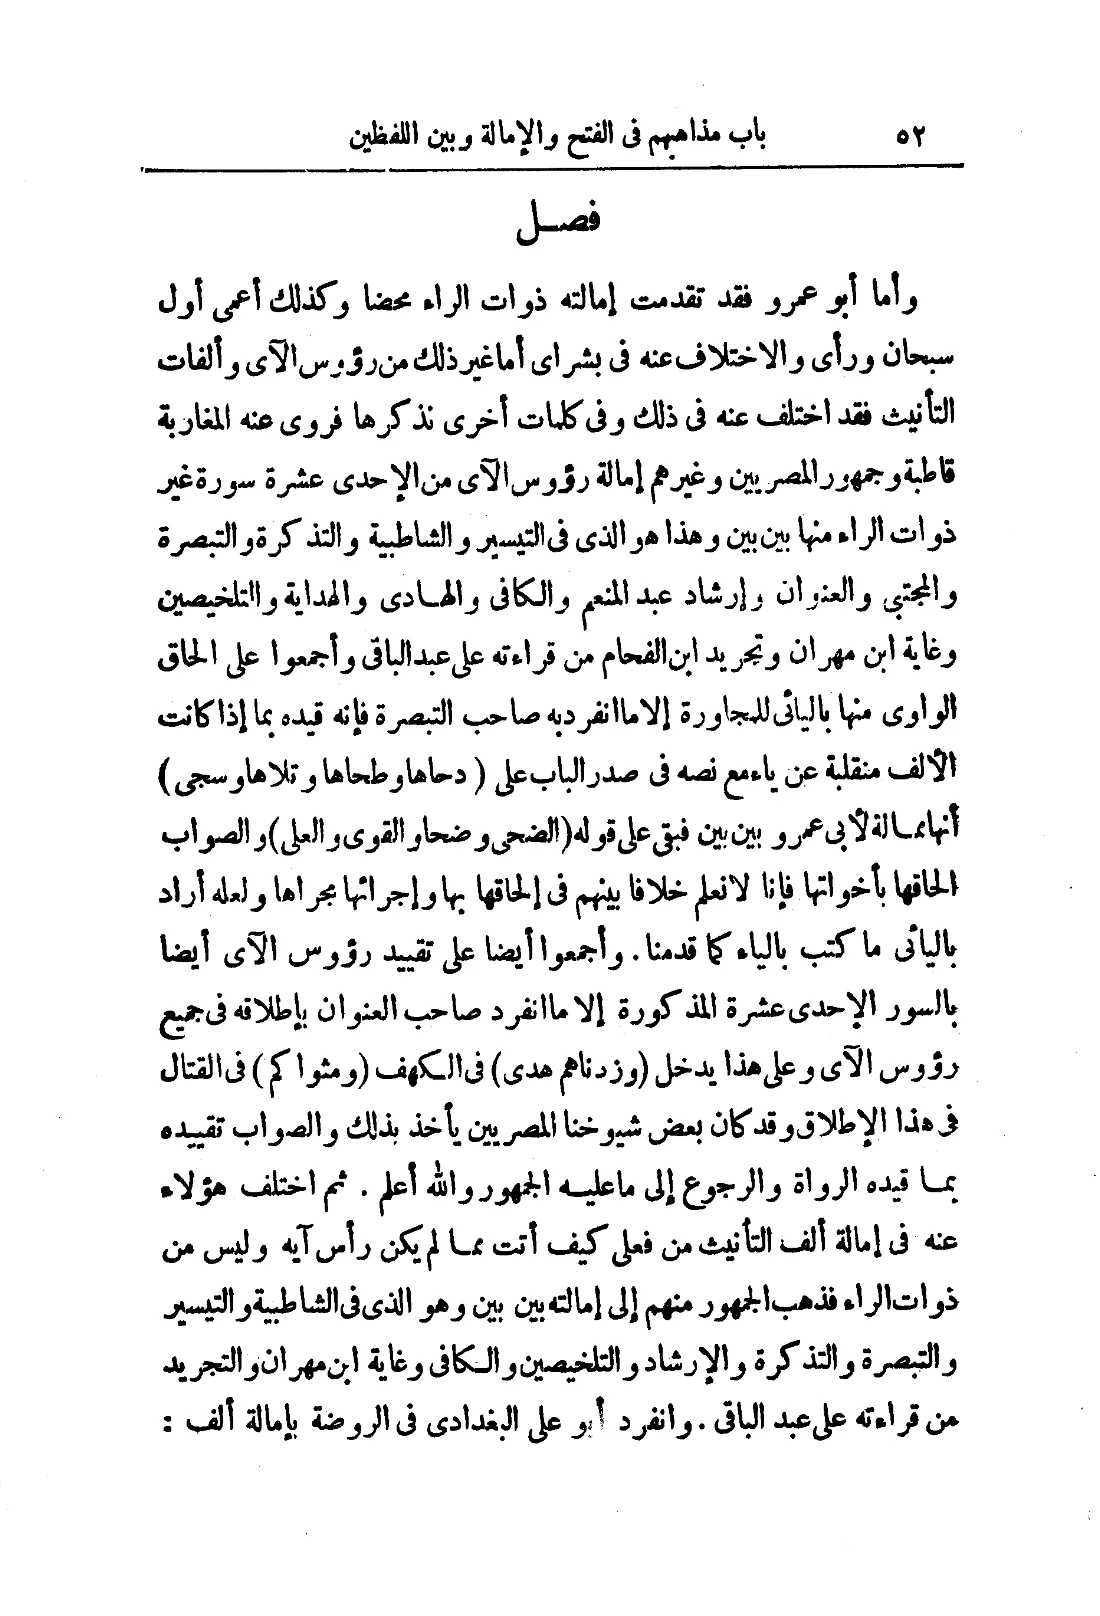 ٥٢ باب مذاهبهم فى الفتح والإمالة وبين اللفظين
فصل
وأما أبو عمرو فقد تقدمت إمالته ذوات الراء محضا وكذلك أعمى أول
سبحان ورأى والاختلاف عنه فى بشراى أما غير ذلك من رؤوس الآى وألفات
التأنيث فقد اختلف عنه فى ذلك وفى كلمات أخرى نذكرها فروى عنه المغاربة
قاطبة وجمهور المصريين وغيرهم إمالة رؤوس الآى من الإحدى عشرة سورة غير
ذوات الراء منها بين بين وهذا هو الذى فى التيسير والشاطبية والتذكرة والتبصرة
والمجتبى والعنوان وإرشاد عبد المنعم والكافى والهادى والهداية والتلخيصين
وغاية ابن مهران وتجريد ابن الفحام من قراءته على عبد الباقى وأجمعوا على الحاق
الواوى منها باليائى للمجاورة إلا ما انفرد به صاحب التبصرة فإنه قيده بما إذا كانت
الألف منقلبة عن ياء مع نصه فى صدر الباب على ( دحاها وطحاها وتلاها وسجى )
أنها ممالة لأبى عمرو بين بين فبقى على قوله (الضحى وضحا والقوى والعلى) والصواب
الحاقها بأخواتها فإنا لا نعلم خلافا بينهم فى إلحاقها بها وإجرائها مجراها ولعله أراد
باليائى ما كتب بالياء كما قدمنا . وأجمعوا أيضا على تقييد رؤوس الآى أيضا
بالسور الإحدى عشرة المذكورة إلا ما انفرد صاحب العنوان بإطلاقه فى جميع
رؤوس الآى وعلى هذا يدخل (وزدناهم هدى) فى الكهف (ومثواكم) فى القتال
فى هذا الإطلاق وقد كان بعض شيوخنا المصريين يأخذ بذلك والصواب تقييده
بما قيده الرواة والرجوع إلى ما عليه الجمهور والله أعلم . ثم اختلف هؤلاء
عنه فى إمالة ألف التأنيث من فعلى كيف أتت مما لم يكن رأس آيه وليس من
ذوات الراء فذهب الجمهور منهم إلى إمالته بين بين وهو الذى فى الشاطبية والتيسير
والتبصرة والتذكرة والإرشاد والتلخيصين والكافى وغاية ابن مهران والتجريد
من قراءته على عبد الباقى . وانفرد أبو على البغدادى فى الروضة بإمالة ألف :